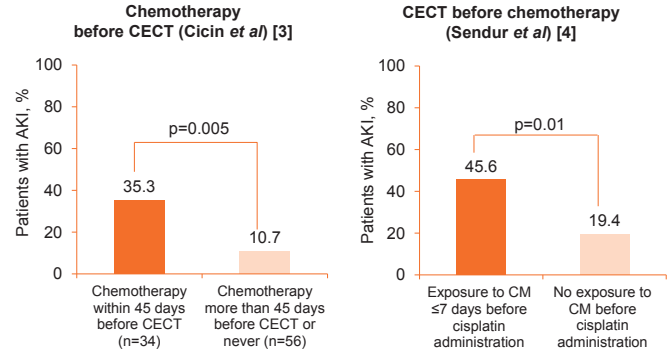 Chemotherapy
before CECT (Cicin et al) [3]
Patients with AKI, %
100
80
60
40
20
0
p=0.005
35.3
10.7
Chemotherapy
within 45 days
before CECT
(n=34)
Chemotherapy
more than 45 days
before CECT or
never (n=56)
CECT before chemotherapy
(Sendur et al) [4]
Patients with AKI, %
100
80
60
40
20
0
p=0.01
45.6
19.4
Exposure to CM
≤7 days before
cisplatin
administration
No exposure to
CM before
cisplatin
administration